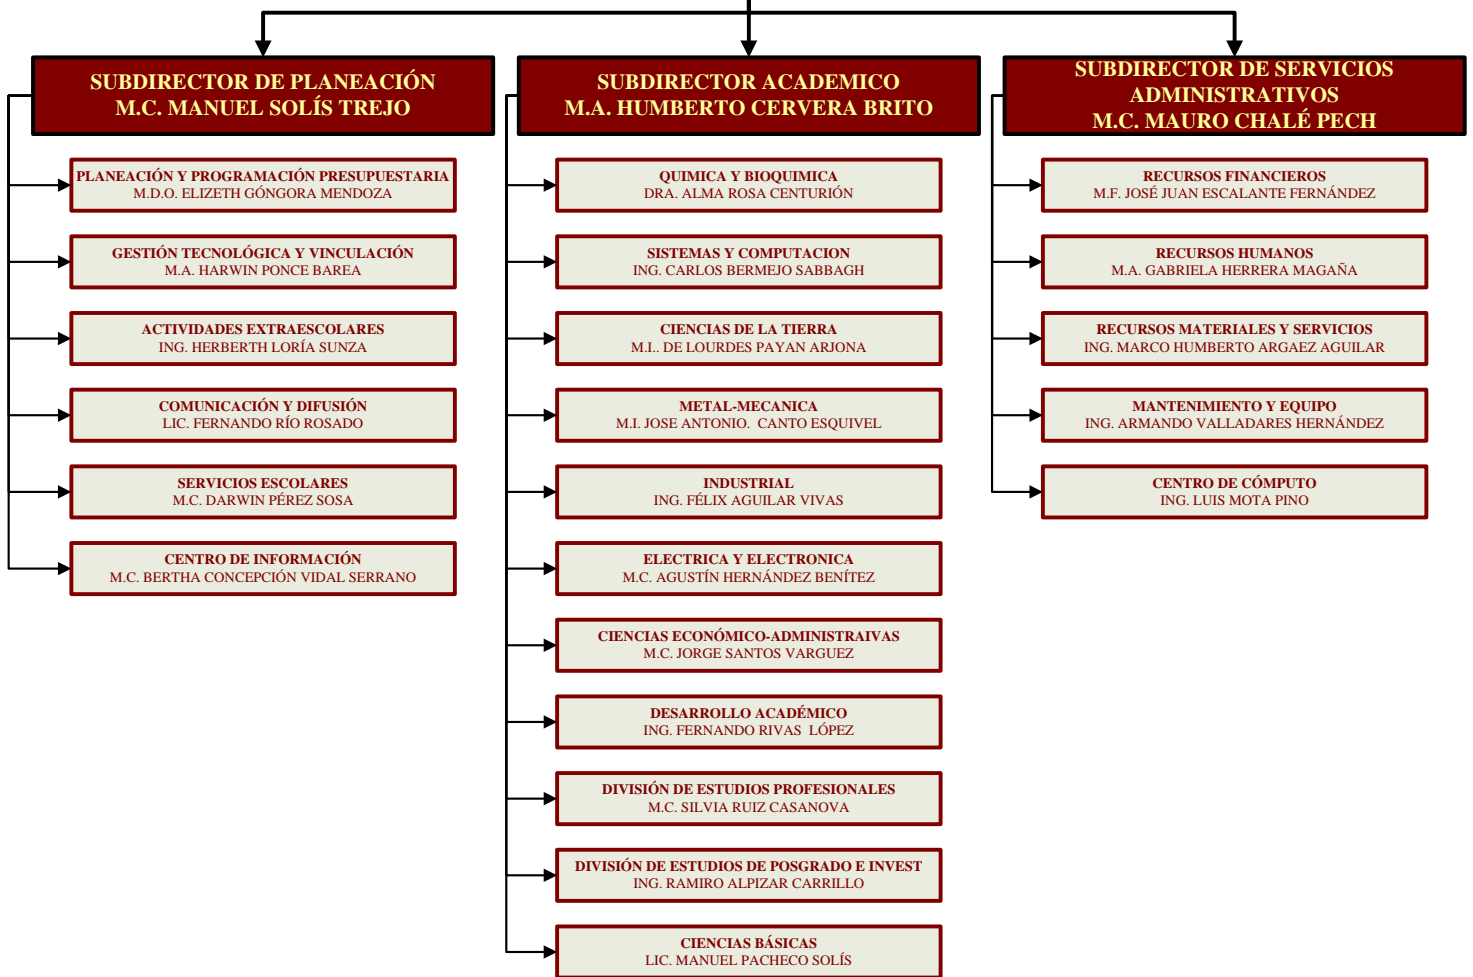 SUBDIRECTOR DE PLANEACIÓN
M.C. MANUEL SOLÍS TREJO
PLANEACIÓN Y PROGRAMACIÓN PRESUPUESTARIA
M.D.O. ELIZETH GÓNGORA MENDOZA
GESTIÓN TECNOLÓGICA Y VINCULACIÓN
M.A. HARWIN PONCE BAREA
ACTIVIDADES EXTRAESCOLARES
ING. HERBERTH LORÍA SUNZA
COMUNICACIÓN Y DIFUSIÓN
LIC. FERNANDO RÍO ROSADO
SERVICIOS ESCOLARES
M.C. DARWIN PÉREZ SOSA
CENTRO DE INFORMACIÓN
M.C. BERTHA CONCEPCIÓN VIDAL SERRANO
SUBDIRECTOR ACADEMICO
M.A. HUMBERTO CERVERA BRITO
QUIMICA Y BIOQUIMICA
DRA. ALMA ROSA CENTURIÓN
SISTEMAS Y COMPUTACION
ING. CARLOS BERMEJO SABBAGH
CIENCIAS DE LA TIERRA
M.I.. DE LOURDES PAYAN ARJONA
METAL-MECANICA
M.I. JOSE ANTONIO. CANTO ESQUIVEL
INDUSTRIAL
ING. FÉLIX AGUILAR VIVAS
ELECTRICA Y ELECTRONICA
M.C. AGUSTÍN HERNÁNDEZ BENÍTEZ
CIENCIAS ECONÓMICO-ADMINISTRAIVAS
M.C. JORGE SANTOS VARGUEZ
DESARROLLO ACADÉMICO
ING. FERNANDO RIVAS LÓPEZ
DIVISIÓN DE ESTUDIOS PROFESIONALES
M.C. SILVIA RUIZ CASANOVA
DIVISIÓN DE ESTUDIOS DE POSGRADO E INVEST
ING. RAMIRO ALPIZAR CARRILLO
CIENCIAS BÁSICAS
LIC. MANUEL PACHECO SOLÍS
SUBDIRECTOR DE SERVICIOS
ADMINISTRATIVOS
M.C. MAURO CHALÉ PECH
RECURSOS FINANCIEROS
M.F. JOSÉ JUAN ESCALANTE FERNÁNDEZ
RECURSOS HUMANOS
M.A. GABRIELA HERRERA MAGAÑA
RECURSOS MATERIALES Y SERVICIOS
ING. MARCO HUMBERTO ARGAEZ AGUILAR
MANTENIMIENTO Y EQUIPO
ING. ARMANDO VALLADARES HERNÁNDEZ
CENTRO DE CÓMPUTO
ING. LUIS MOTA PINO